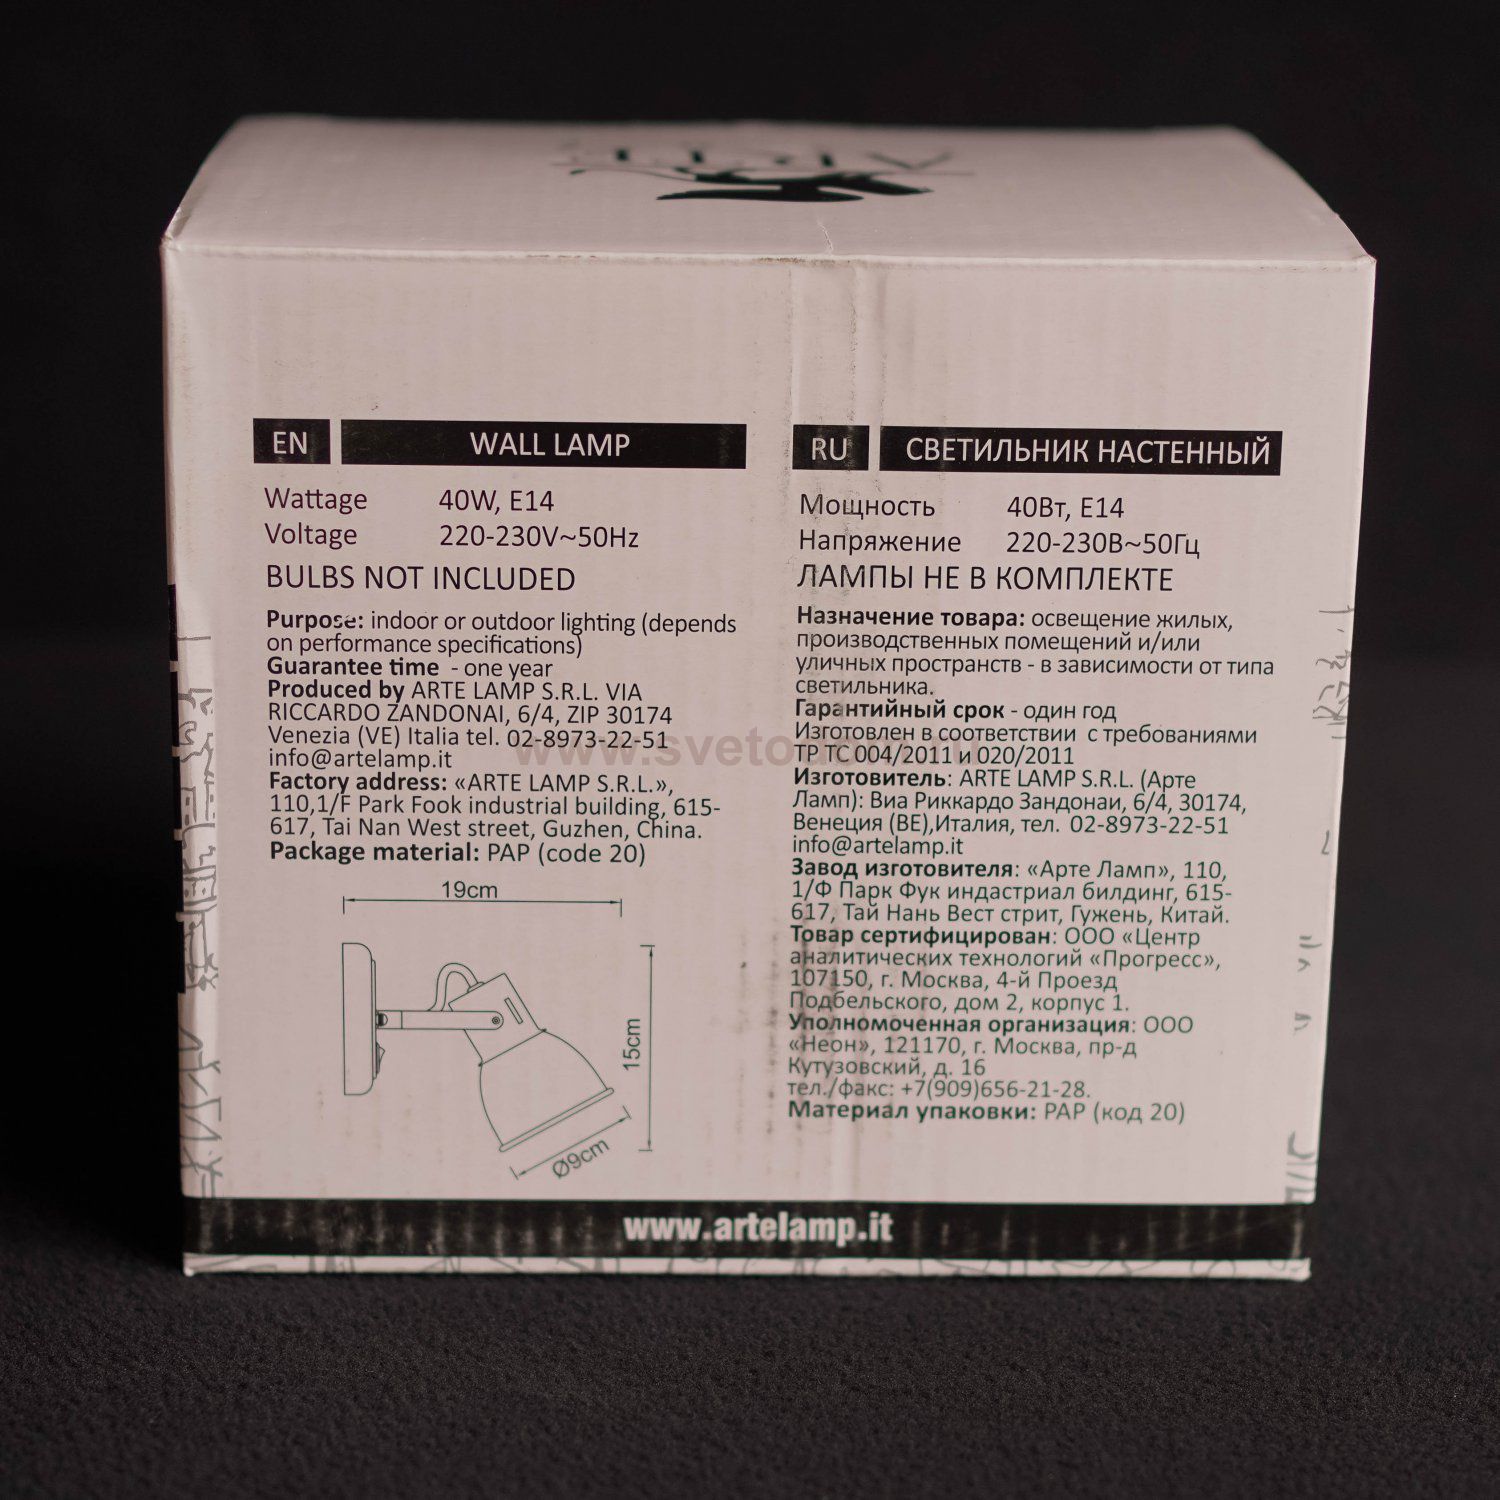 EN WALL LAMP
Wattage 40W, E14
Voltage 220-230V~50Hz
BULBS NOT INCLUDED
Purpose: indoor or outdoor lighting (depends
on performance specifications)
Guarantee time - one year
Produced by ARTE LAMP S.R.L. VIA
RICCARDO ZANDONAI, 6/4, ZIP 30174
Venezia (VE) Italia tel. 02-8973-22-51
info@artelamp.it
Factory address: «ARTE LAMP S.R.L.»,
110,1/F Park Fook industrial building, 615-
617, Tai Nan West street, Guzhen, China.
Package material: PAP (code 20)
19cm
15cm
Ø9cm
RU СВЕТИЛЬНИК НАСТЕННЫЙ
Мощность 40Вт, E14
Напряжение 220-230В~50Гц
ЛАМПЫ НЕ В КОМПЛЕКТЕ
Назначение товара: освещение жилых,
производственных помещений и/или
уличных пространств - в зависимости от типа
светильника.
Гарантийный срок - один год
Изготовлен в соответствии с требованиями
ТР ТС 004/2011 и 020/2011
Изготовитель: ARTE LAMP S.R.L. (Арте
Ламп): Виа Риккардо Зандонаи, 6/4, 30174,
Венеция (ВЕ),Италия, тел. 02-8973-22-51
info@artelamp.it
Завод изготовителя: «Арте Ламп», 110,
1/Ф Парк Фук индастриал билдинг, 615-
617, Тай Нань Вест стрит, Гужень, Китай.
Товар сертифицирован: ООО «Центр
аналитических технологий «Прогресс»,
107150, г. Москва, 4-й Проезд
Подбельского, дом 2, корпус 1.
Уполномоченная организация: ООО
«Неон», 121170, г. Москва, пр-д
Кутузовский, д. 16
тел./факс: +7(909)656-21-28.
Материал упаковки: PAP (код 20)
www.artelamp.it